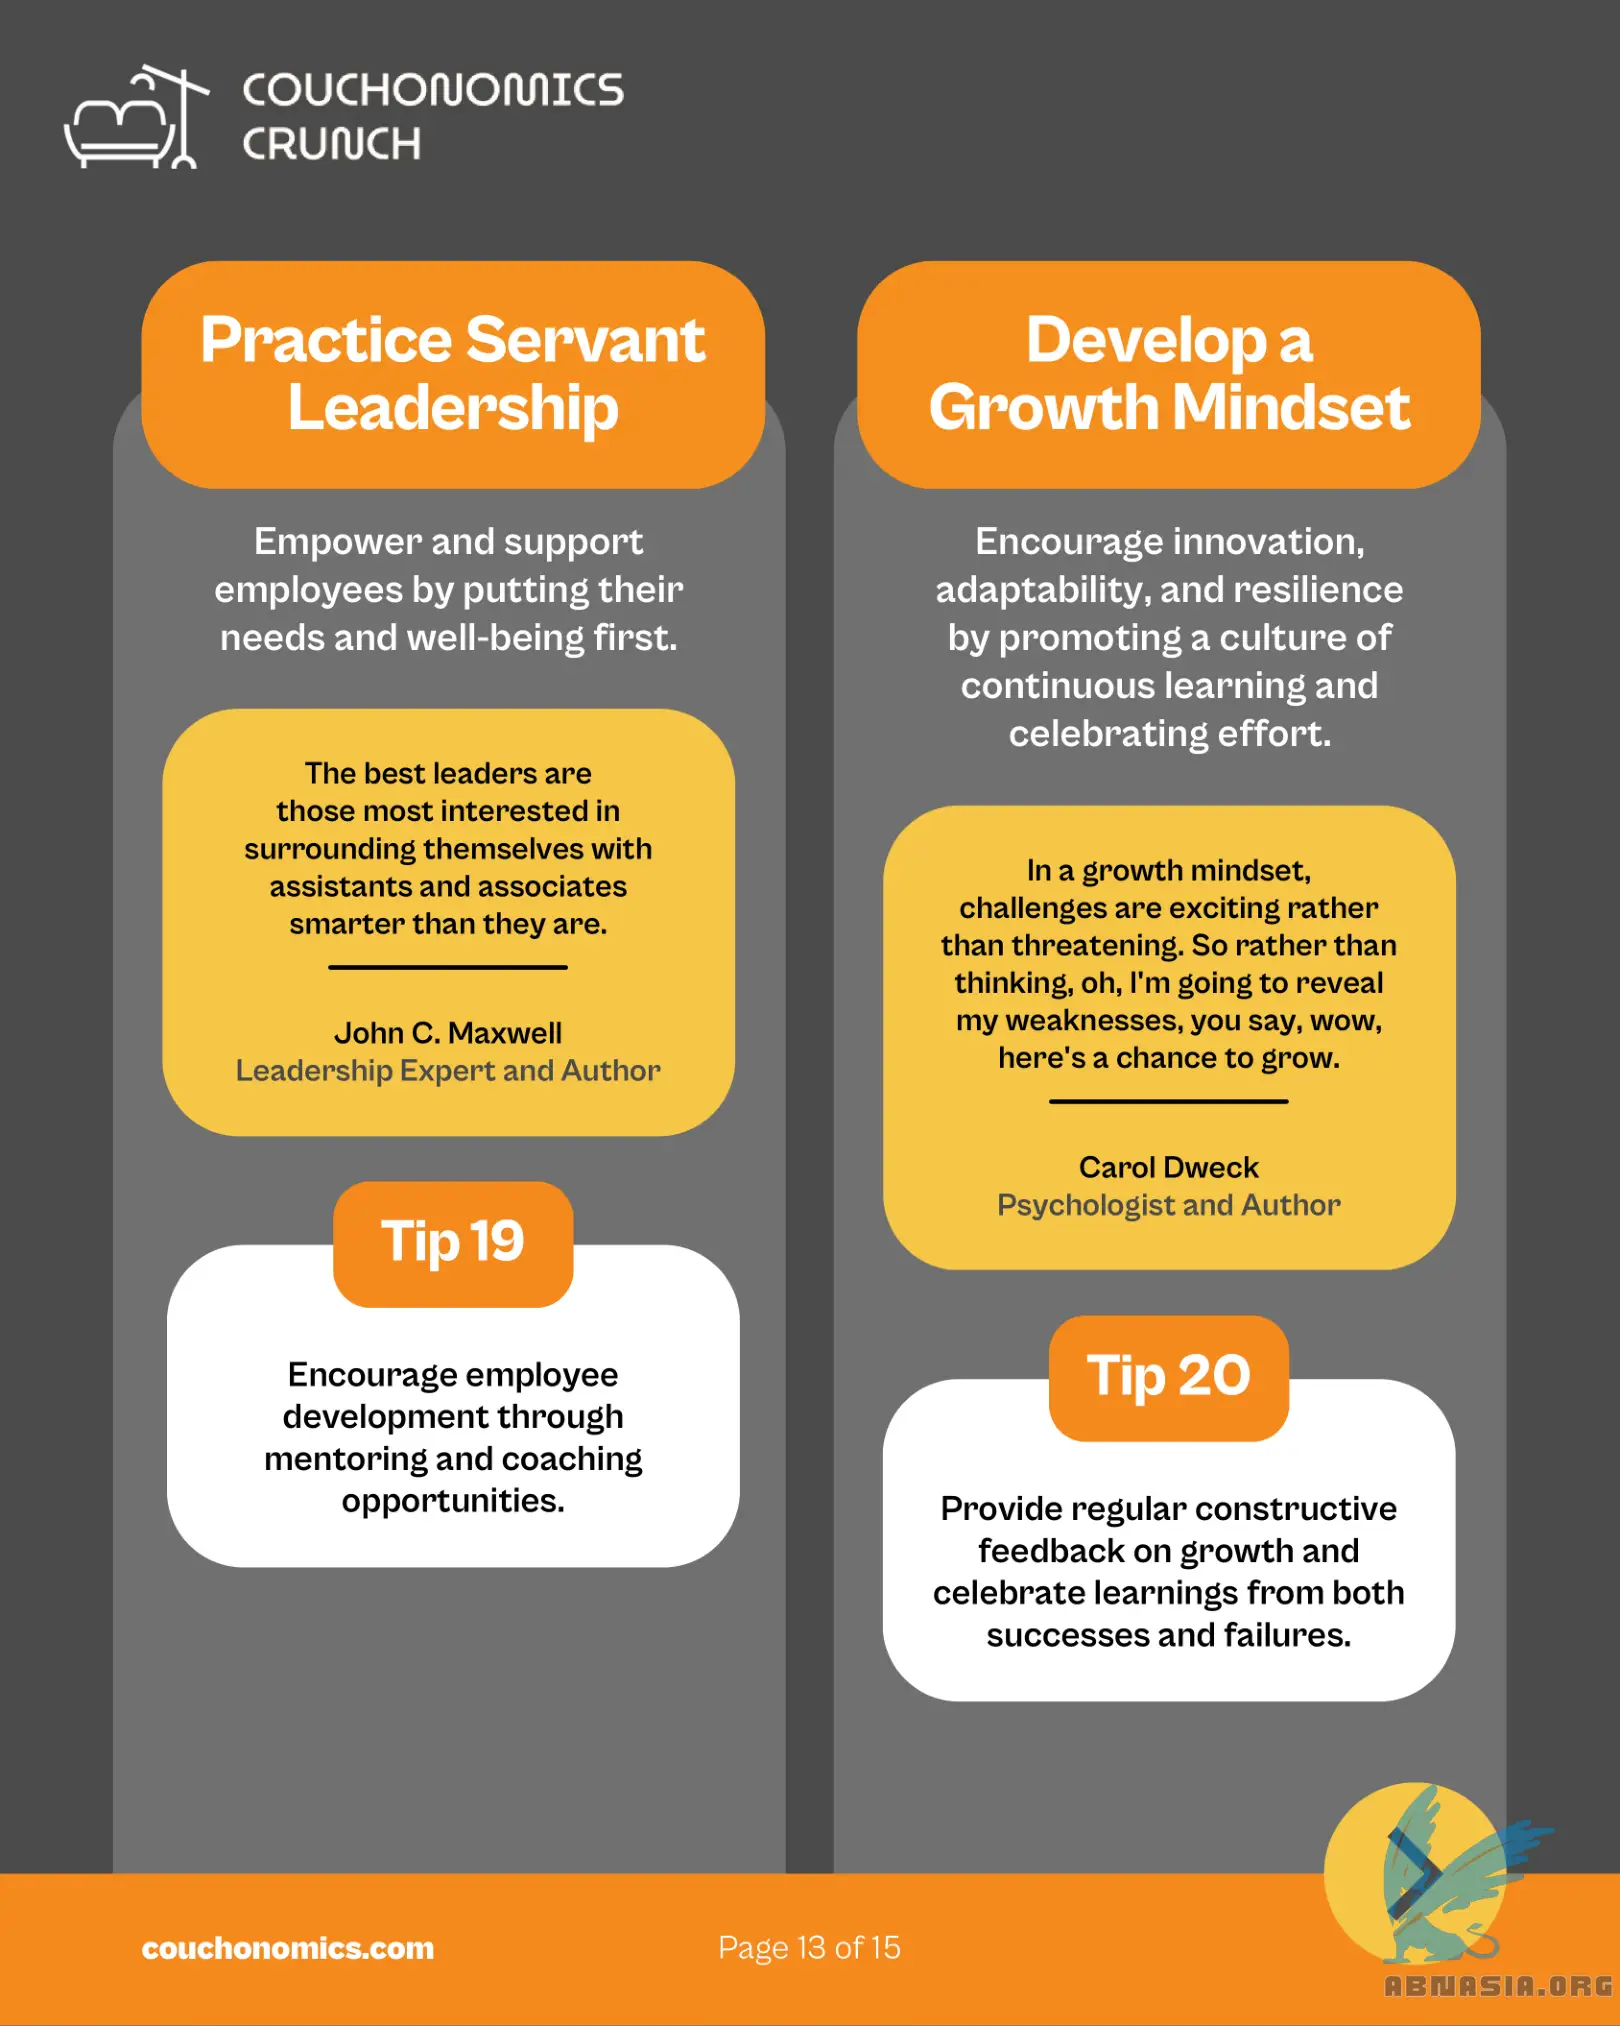 COUCHONOMICS
CRUNCH
Practice Servant
Leadership
Empower and support
employees by putting their
needs and well-being first.
The best leaders are
those most interested in
surrounding themselves with
assistants and associates
smarter than they are.
John C. Maxwell
Leadership Expert and Author
Tip 19
Encourage employee
development through
mentoring and coaching
opportunities.
Develop a
Growth Mindset
Encourage innovation,
adaptability, and resilience
by promoting a culture of
continuous learning and
celebrating effort.
In a growth mindset,
challenges are exciting rather
than threatening. So rather than
thinking, oh, I'm going to reveal
my weaknesses, you say, wow,
here's a chance to grow.
Carol Dweck
Psychologist and Author
Tip 20
Provide regular constructive
feedback on growth and
celebrate learnings from both
successes and failures.
couchonomics.com
Page 13 of 15
ABNASIA.ORG